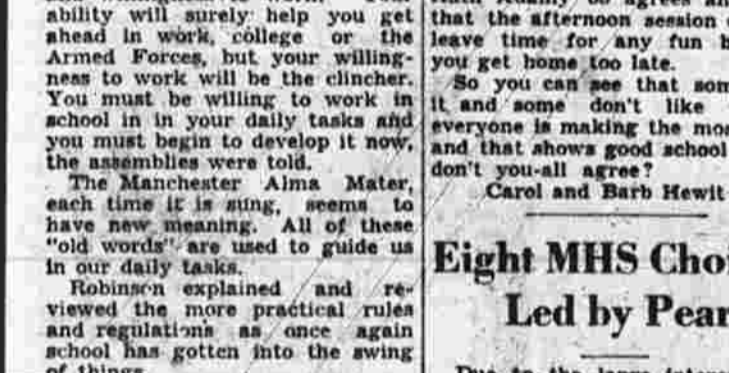 ability will surely help you get
ahead in work, college or the
Armed Forces, but your willing-
ness to work will be the clincher.
You must be willing to work in
school in in your daily tasks and
you must begin to develop it now,
the assemblies were told.
The Manchester Alma Mater,
each time it is sung, seems to
have new meaning. All of these
"old words" are used to guide us
in our daily tasks.
Robinson explained and re-
viewed the more practical rules
and regulations as once again
school has gotten into the swing
of things.
that the afternoon session
leave time for any fun
you get home too late.
So you can see that
it and some don't like
everyone is making the
and that shows good school
don't you-all agree?
Carol and Barb Hewit
Eight MHS
Led by
Due to the large